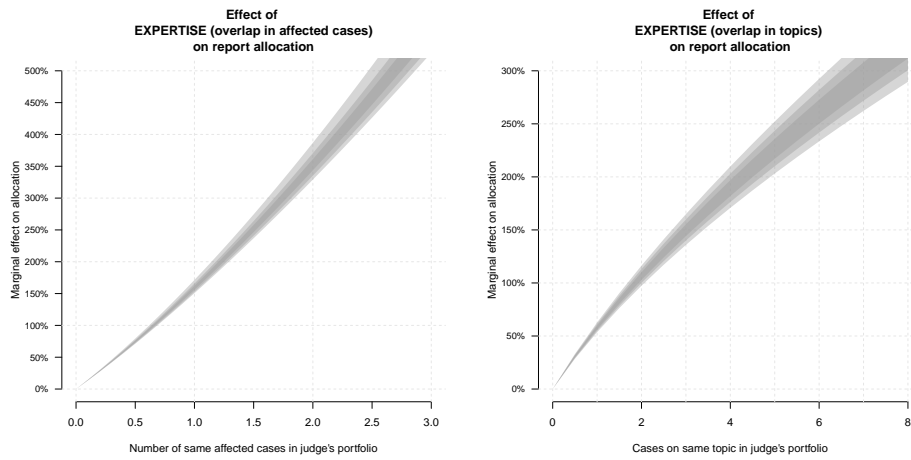 Effect of
EXPERTISE (overlap in affected cases)
on report allocation
Marginal effect on allocation
500%
450%
400%
350%
300%
250%
200%
150%
100%
50%
0%
0.0 0.5 1.0 1.5 2.0 2.5 3.0
Number of same affected cases in judge's portfolio
Effect of
EXPERTISE (overlap in topics)
on report allocation
Marginal effect on allocation
300%
250%
200%
150%
100%
50%
0%
0 2 4 6 8
Cases on same topic in judge's portfolio